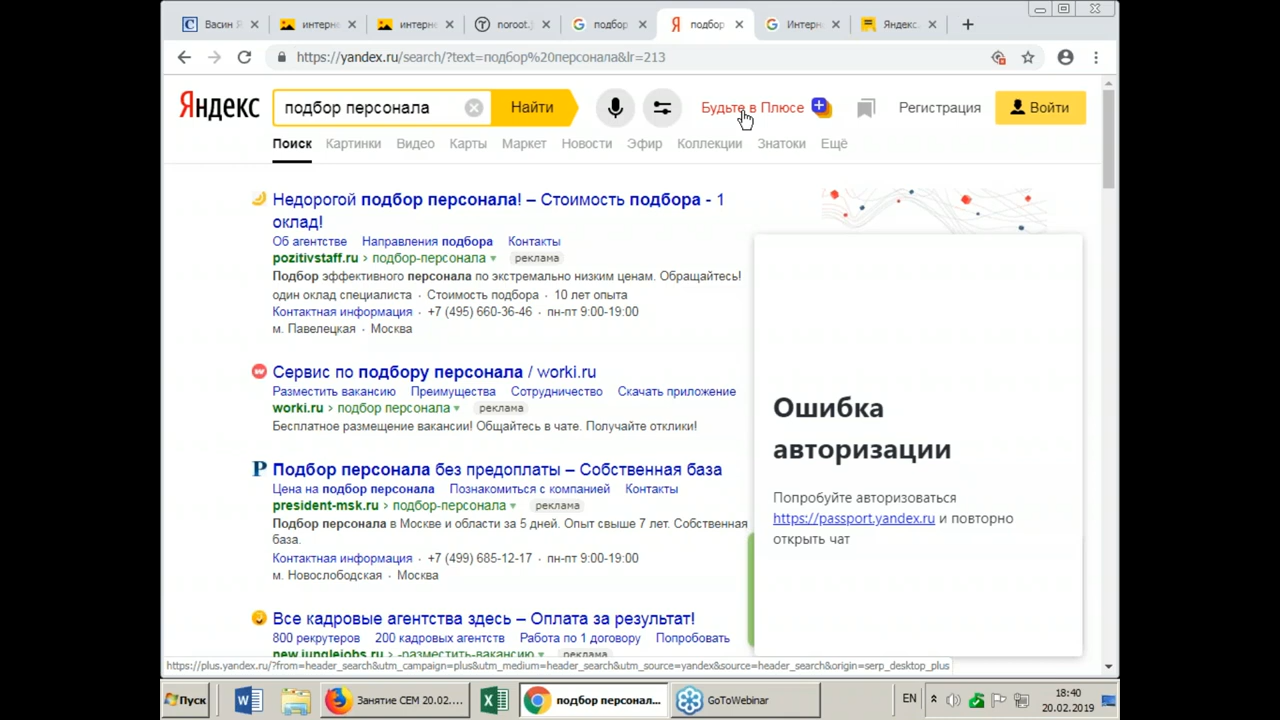 Васин Я
интерне
интерне
noroot.g
подбор
подбор
Интерн
Яндекс.
https://yandex.ru/search/?text=подбор%20персонала&lr=213
Яндекс
подбор персонала
Найти
Будьте в Плюсе
Регистрация
Войти
Поиск Картинки Видео Карты Маркет Новости Эфир Коллекции Знатоки Ещё
Недорогой подбор персонала! – Стоимость подбора - 1
оклад!
Об агентстве Направления подбора Контакты
pozitivstaff.ru › подбор-персонала реклама
Подбор эффективного персонала по экстремально низким ценам. Обращайтесь!
один оклад специалиста · Стоимость подбора · 10 лет опыта
Контактная информация · +7 (495) 660-36-46 · пн-пт 9:00-19:00
м. Павелецкая · Москва
Сервис по подбору персонала / worki.ru
Разместить вакансию Преимущества Сотрудничество Скачать приложение
worki.ru › подбор персонала реклама
Бесплатное размещение вакансии! Общайтесь в чате. Получайте отклики!
Подбор персонала без предоплаты – Собственная база
Цена на подбор персонала Познакомиться с компанией Контакты
president-msk.ru › подбор-персонала реклама
Подбор персонала в Москве и области за 5 дней. Опыт свыше 7 лет. Собственная
база.
Контактная информация · +7 (499) 685-12-17 · пн-пт 9:00-19:00
м. Новослободская · Москва
Все кадровые агентства здесь – Оплата за результат!
800 рекрутеров 200 кадровых агентств Работа по 1 договору Попробовать
new.junglejobs.ru › -разместить-вакансию реклама
Ошибка
авторизации
Попробуйте авторизоваться
https://passport.yandex.ru и повторно
открыть чат
https://plus.yandex.ru/?from=header_search&utm_campaign=plus&utm_medium=header_search&utm_source=yandex&source=header_search&origin=serp_desktop_plus
Пуск
Занятие СЕМ 20.02....
подбор персонал...
GoToWebinar
EN
18:40
20.02.2019